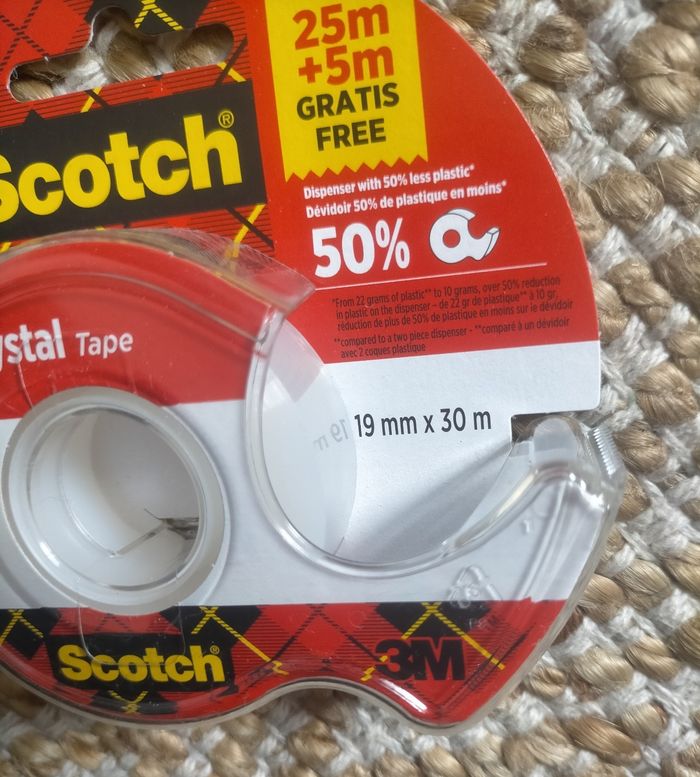 25m
+5m
GRATIS
FREE
Scotch®
Dispenser with 50% less plastic*
Dévidoir 50% de plastique en moins*
50%
*From 22 grams of plastic** to 10 grams, over 50% reduction
in plastic on the dispenser – de 22 gr de plastique** à 10 gr,
réduction de plus de 50% de plastique en moins sur le dévidoir
**compared to a two piece dispenser - **comparé à un dévidoir
avec 2 coques plastique
ystal Tape
19 mm x 30 m
19 m
Scotch®
3M